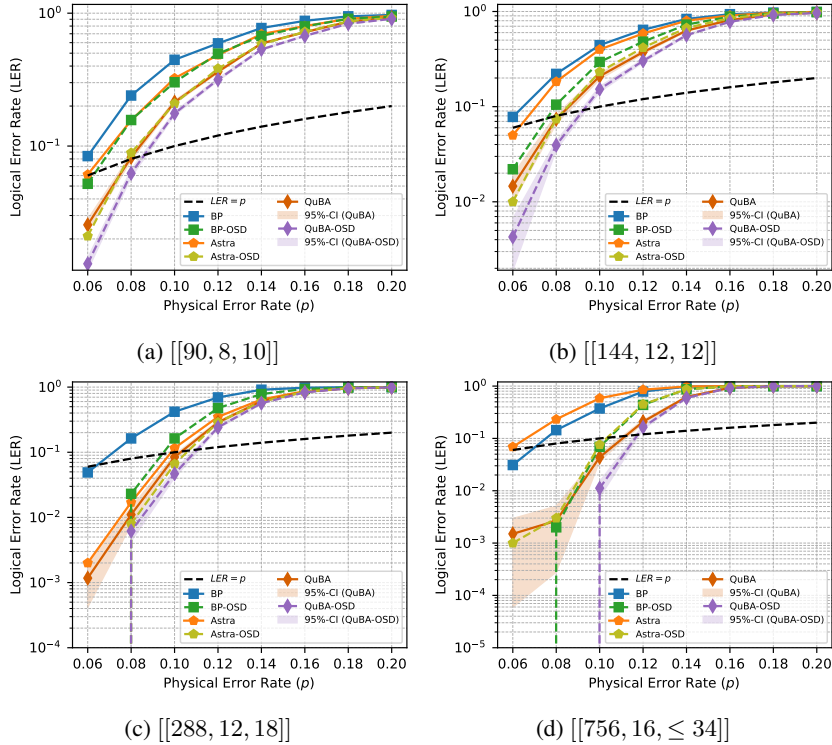 Logical Error Rate (LER)
10^0
10^-1
LER = p
BP
BP-OSD
Astra
Astra-OSD
QuBA
95%-CI (QuBA)
QuBA-OSD
95%-CI (QuBA-OSD)
0.06 0.08 0.10 0.12 0.14 0.16 0.18 0.20
Physical Error Rate (p)
(a) [[90, 8, 10]]
Logical Error Rate (LER)
10^0
10^-1
10^-2
LER = p
BP
BP-OSD
Astra
Astra-OSD
QuBA
95%-CI (QuBA)
QuBA-OSD
95%-CI (QuBA-OSD)
0.06 0.08 0.10 0.12 0.14 0.16 0.18 0.20
Physical Error Rate (p)
(b) [[144, 12, 12]]
Logical Error Rate (LER)
10^0
10^-1
10^-2
10^-3
10^-4
LER = p
BP
BP-OSD
Astra
Astra-OSD
QuBA
95%-CI (QuBA)
QuBA-OSD
95%-CI (QuBA-OSD)
0.06 0.08 0.10 0.12 0.14 0.16 0.18 0.20
Physical Error Rate (p)
(c) [[288, 12, 18]]
Logical Error Rate (LER)
10^0
10^-1
10^-2
10^-3
10^-4
10^-5
LER = p
BP
BP-OSD
Astra
Astra-OSD
QuBA
95%-CI (QuBA)
QuBA-OSD
95%-CI (QuBA-OSD)
0.06 0.08 0.10 0.12 0.14 0.16 0.18 0.20
Physical Error Rate (p)
(d) [[756, 16, ≤ 34]]